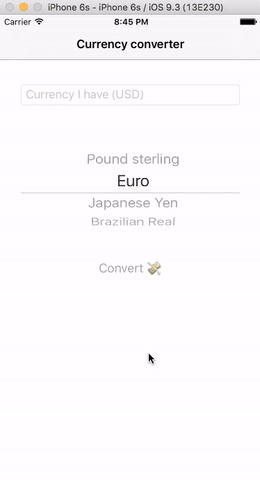 iPhone 6s - iPhone 6s / iOS 9.3 (13E230)
Carrier 8:45 PM
Currency converter
Currency I have (USD)
Pound sterling
Euro
Japanese Yen
Brazilian Real
Convert 💸